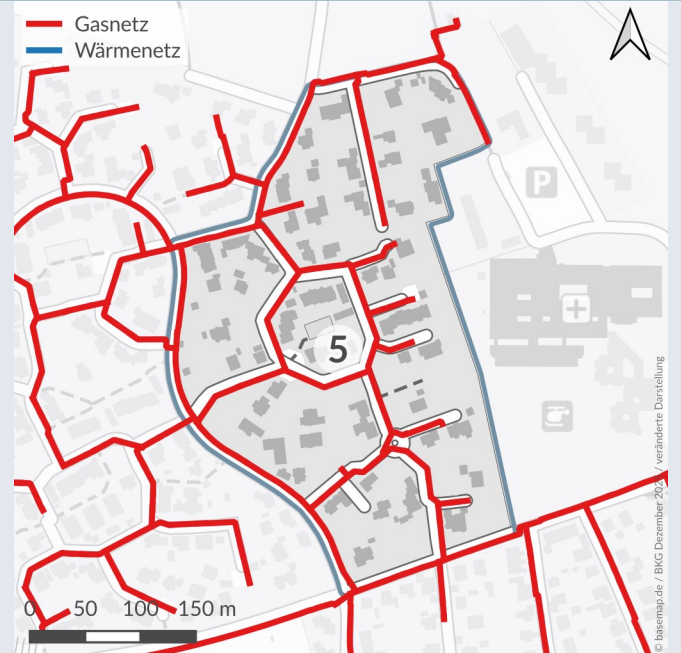 Gasnetz
Wärmenetz
P
5
0 50 100 150 m
© basemap.de / BKG Dezember 202 / veränderte Darstellung